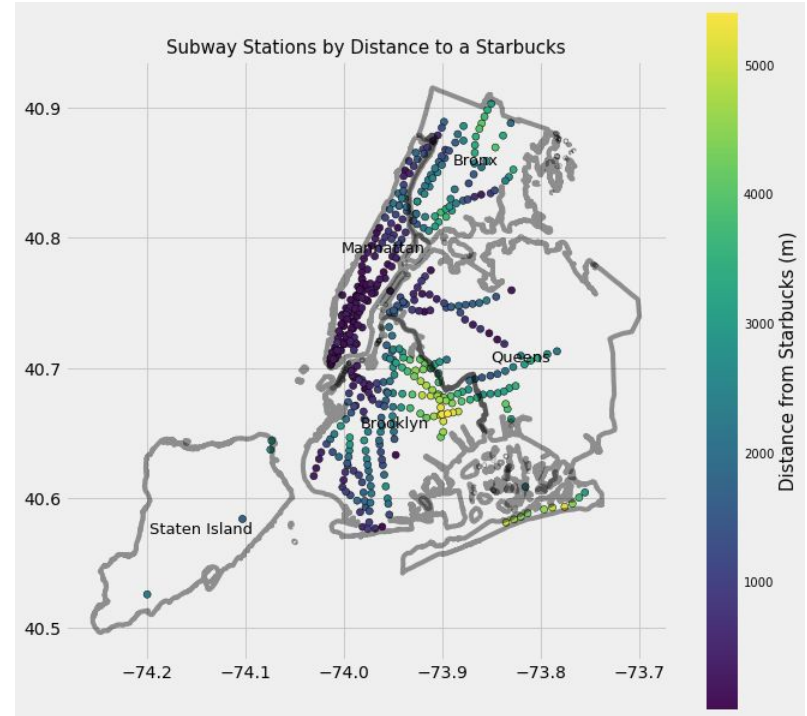 Subway Stations by Distance to a Starbucks
40.9
40.8
40.7
40.6
40.5
−74.2
−74.1
−74.0
−73.9
−73.8
−73.7
Bronx
Manhattan
Queens
Brooklyn
Staten Island
5000
4000
3000
2000
1000
Distance from Starbucks (m)